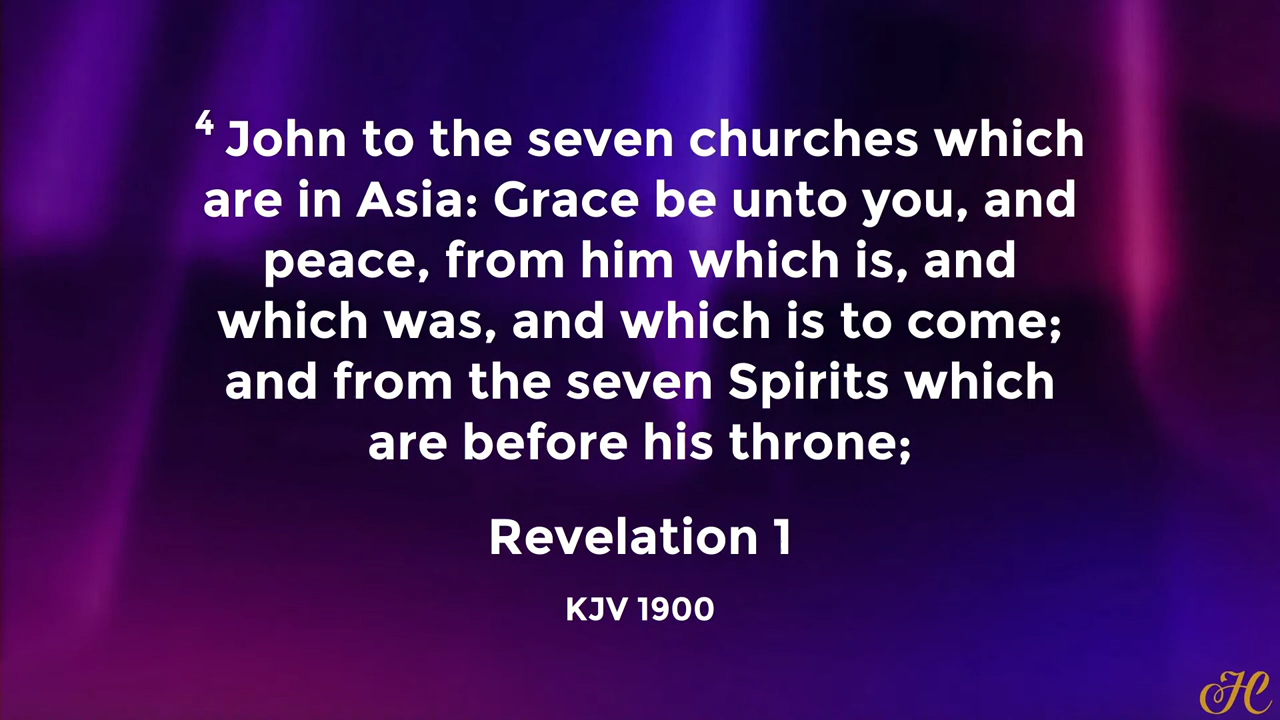 4 John to the seven churches which
are in Asia: Grace be unto you, and
peace, from him which is, and
which was, and which is to come;
and from the seven Spirits which
are before his throne;
Revelation 1
KJV 1900